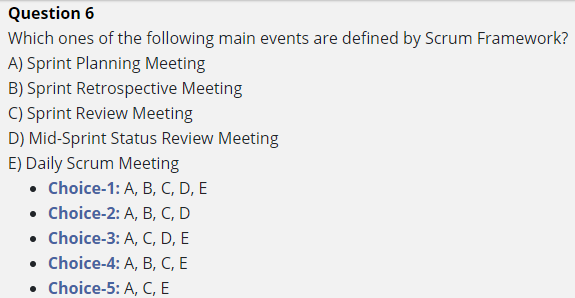 Question 6
Which ones of the following main events are defined by Scrum Framework?
A) Sprint Planning Meeting
B) Sprint Retrospective Meeting
C) Sprint Review Meeting
D) Mid-Sprint Status Review Meeting
E) Daily Scrum Meeting
• Choice-1: A, B, C, D, E
• Choice-2: A, B, C, D
• Choice-3: A, C, D, E
• Choice-4: A, B, C, E
• Choice-5: A, C, E